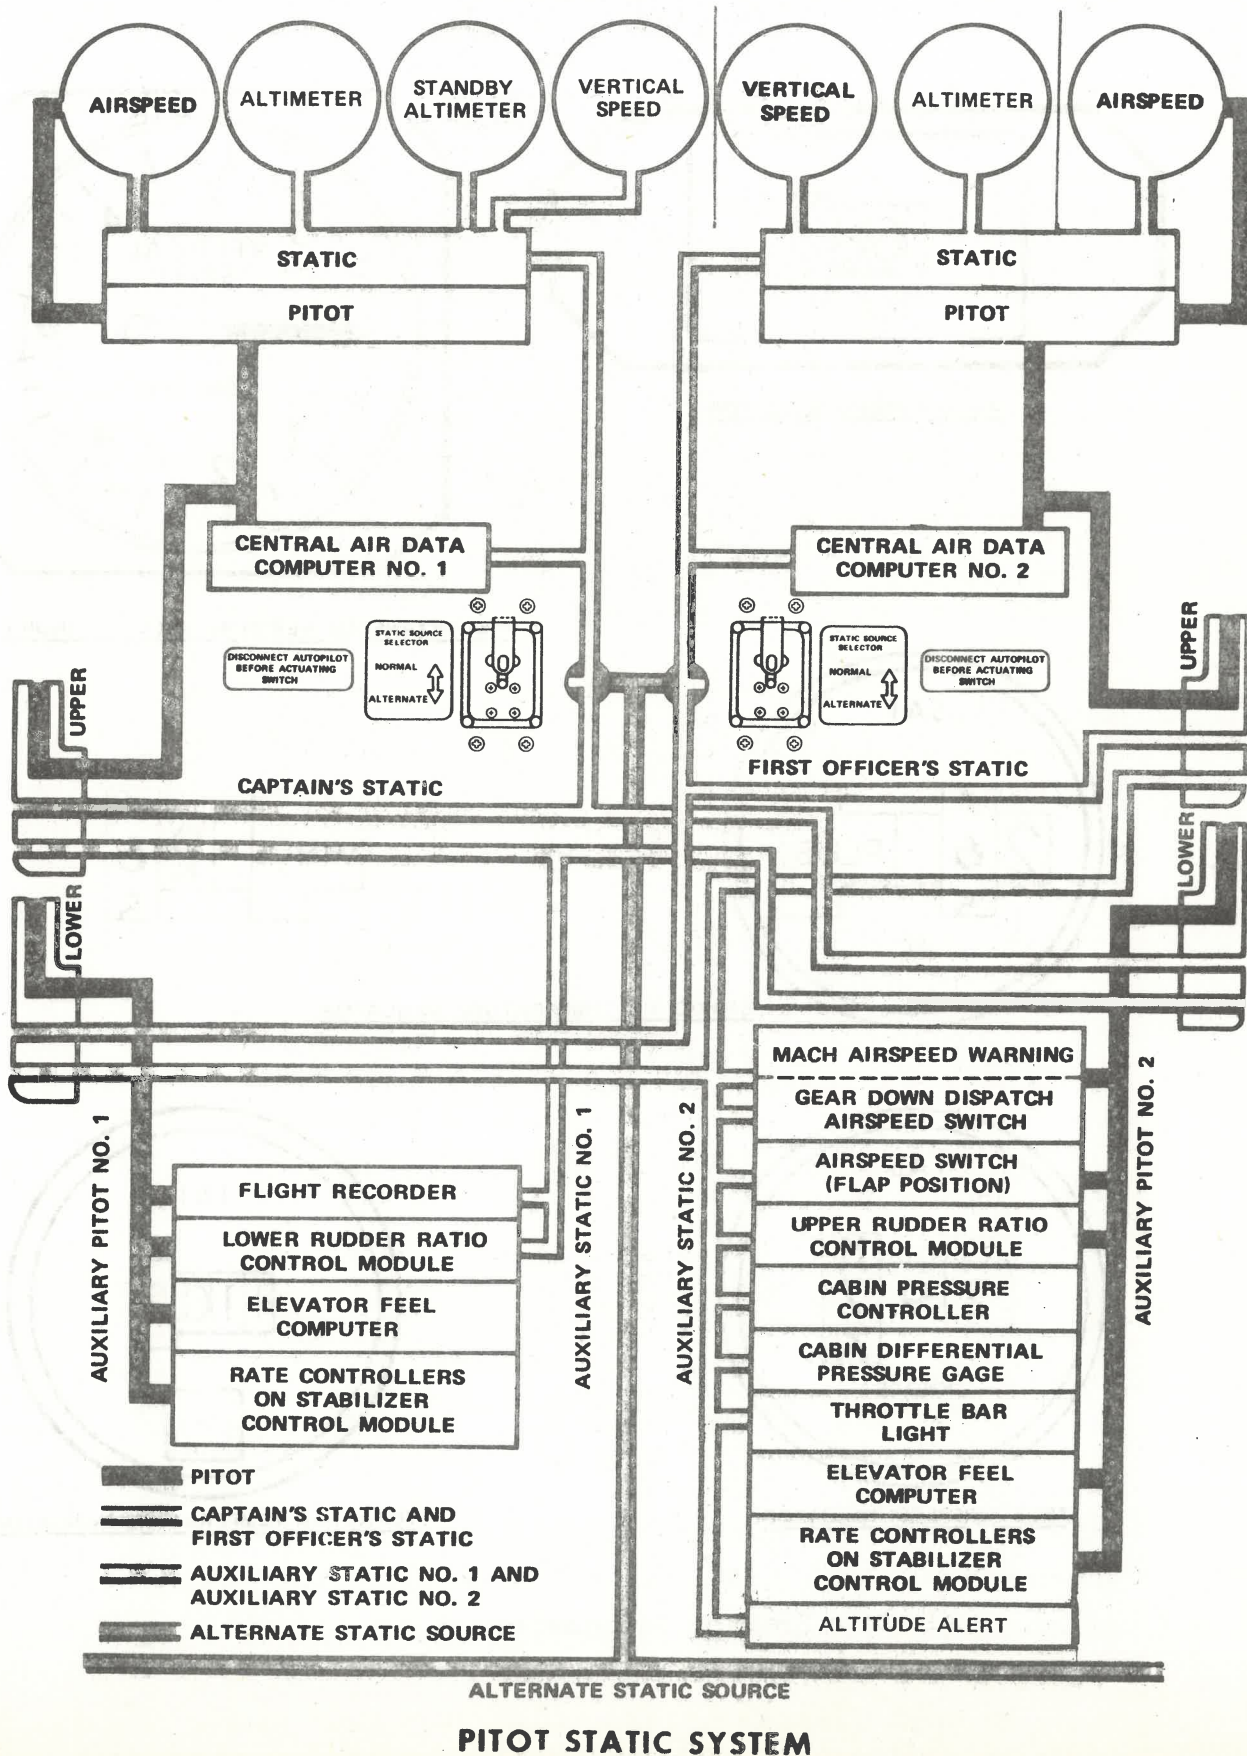 AIRSPEED
ALTIMETER
STANDBY
ALTIMETER
VERTICAL
SPEED
VERTICAL
SPEED
ALTIMETER
AIRSPEED
STATIC
PITOT
STATIC
PITOT
CENTRAL AIR DATA
COMPUTER NO. 1
CENTRAL AIR DATA
COMPUTER NO. 2
DISCONNECT AUTOPILOT
BEFORE ACTUATING
SWITCH
STATIC SOURCE
SELECTOR
NORMAL
ALTERNATE
STATIC SOURCE
SELECTOR
NORMAL
ALTERNATE
DISCONNECT AUTOPILOT
BEFORE ACTUATING
SWITCH
UPPER
UPPER
CAPTAIN'S STATIC
FIRST OFFICER'S STATIC
LOWER
LOWER
AUXILIARY PITOT NO. 1
FLIGHT RECORDER
LOWER RUDDER RATIO
CONTROL MODULE
ELEVATOR FEEL
COMPUTER
RATE CONTROLLERS
ON STABILIZER
CONTROL MODULE
AUXILIARY STATIC NO. 1
AUXILIARY STATIC NO. 2
MACH AIRSPEED WARNING
GEAR DOWN DISPATCH
AIRSPEED SWITCH
AIRSPEED SWITCH
(FLAP POSITION)
UPPER RUDDER RATIO
CONTROL MODULE
CABIN PRESSURE
CONTROLLER
CABIN DIFFERENTIAL
PRESSURE GAGE
THROTTLE BAR
LIGHT
ELEVATOR FEEL
COMPUTER
RATE CONTROLLERS
ON STABILIZER
CONTROL MODULE
ALTITUDE ALERT
AUXILIARY PITOT NO. 2
PITOT
CAPTAIN'S STATIC AND
FIRST OFFICER'S STATIC
AUXILIARY STATIC NO. 1 AND
AUXILIARY STATIC NO. 2
ALTERNATE STATIC SOURCE
ALTERNATE STATIC SOURCE
PITOT STATIC SYSTEM